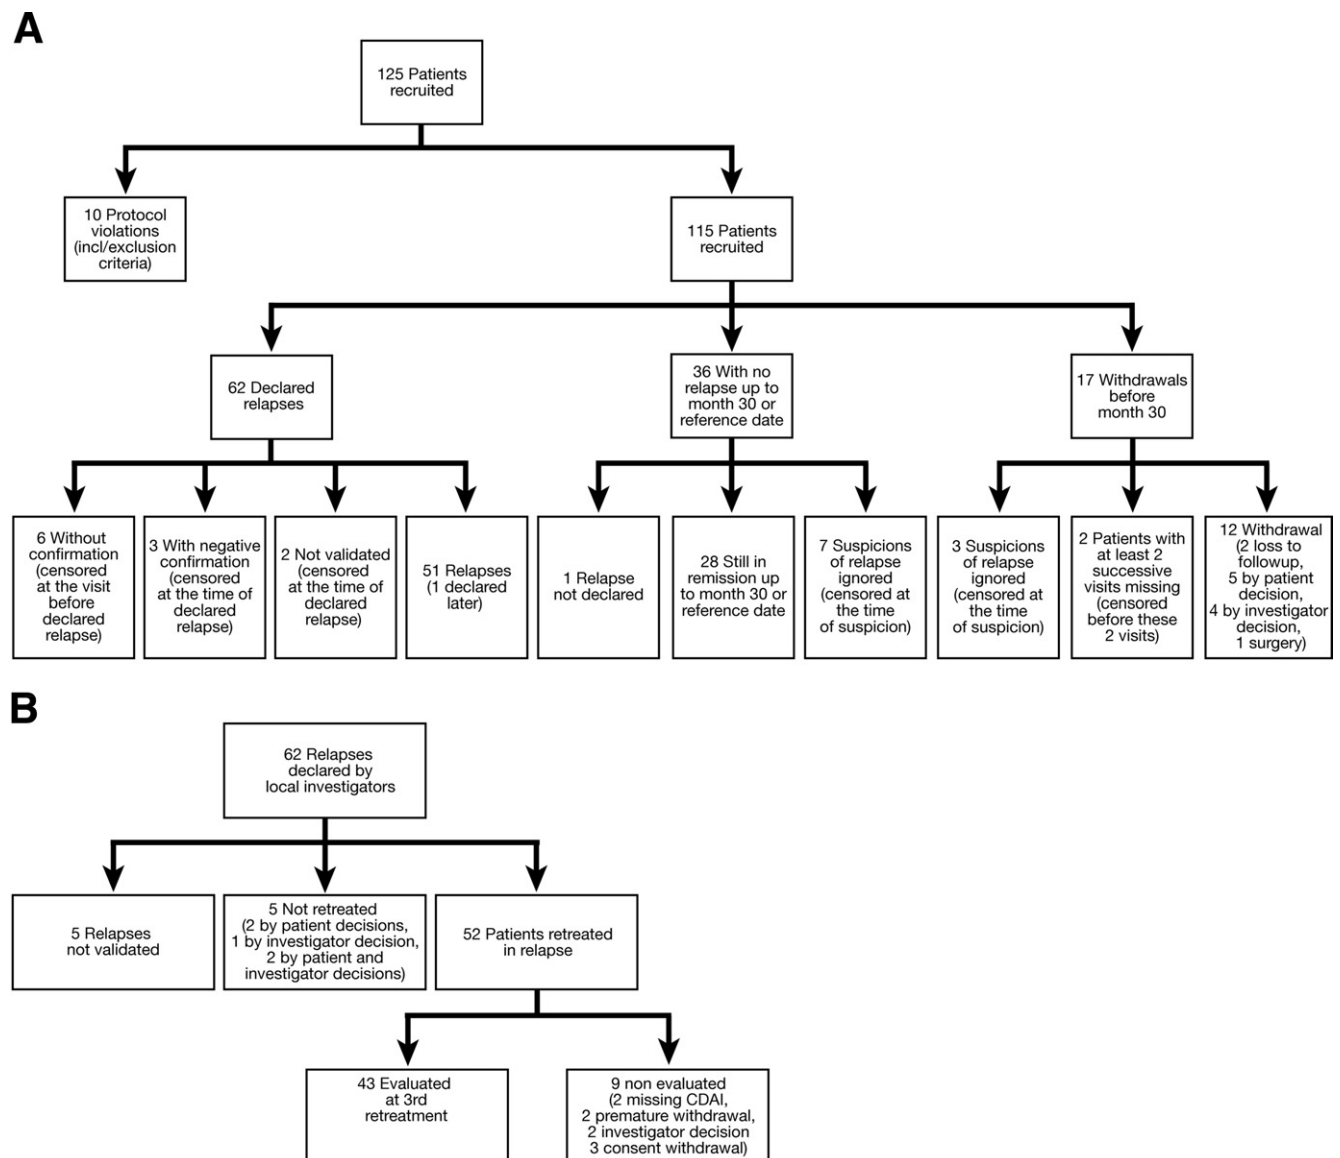 A
125 Patients
recruited
10 Protocol
violations
(incl/exclusion
criteria)
115 Patients
recruited
62 Declared
relapses
36 With no
relapse up to
month 30 or
reference date
17 Withdrawals
before
month 30
6 Without
confirmation
(censored
at the visit
before
declared
relapse)
3 With negative
confirmation
(censored
at the time of
declared
relapse)
2 Not validated
(censored
at the time of
declared
relapse)
51 Relapses
(1 declared
later)
1 Relapse
not declared
28 Still in
remission up
to month 30 or
reference date
7 Suspicions
of relapse
ignored
(censored at
the time
of suspicion)
3 Suspicions
of relapse
ignored
(censored at
the time
of suspicion)
2 Patients with
at least 2
successive
visits missing
(censored
before these
2 visits)
12 Withdrawal
(2 loss to
followup,
5 by patient
decision,
4 by investigator
decision,
1 surgery)
B
62 Relapses
declared by
local investigators
5 Relapses
not validated
5 Not retreated
(2 by patient decisions,
1 by investigator decision,
2 by patient and
investigator decisions)
52 Patients retreated
in relapse
43 Evaluated
at 3rd
retreatment
9 non evaluated
(2 missing CDAI,
2 premature withdrawal,
2 investigator decision
3 consent withdrawal)